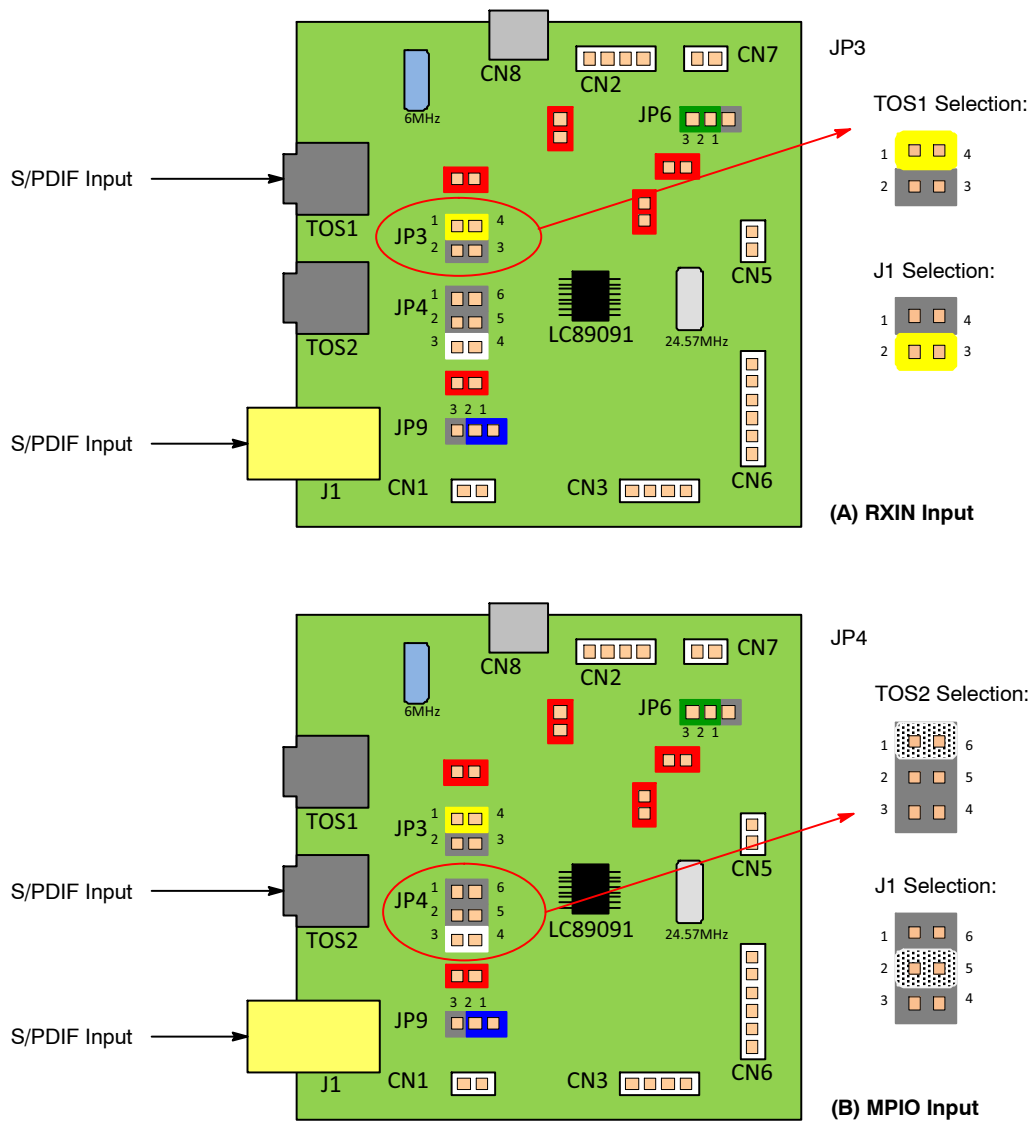 JP3
CN8
CN2
CN7
6MHz
JP6
3 2 1
TOS1 Selection:
1 4
2 3
S/PDIF Input
TOS1
JP3
1 4
2 3
CN5
J1 Selection:
1 4
2 3
TOS2
JP4
1 6
2 5
3 4
LC89091
24.57MHz
S/PDIF Input
J1
JP9
3 2 1
CN1
CN3
CN6
(A) RXIN Input
JP4
CN8
CN2
CN7
6MHz
JP6
3 2 1
TOS2 Selection:
1 6
2 5
3 4
TOS1
JP3
1 4
2 3
CN5
S/PDIF Input
TOS2
JP4
1 6
2 5
3 4
LC89091
24.57MHz
J1 Selection:
1 6
2 5
3 4
S/PDIF Input
J1
JP9
3 2 1
CN1
CN3
CN6
(B) MPIO Input